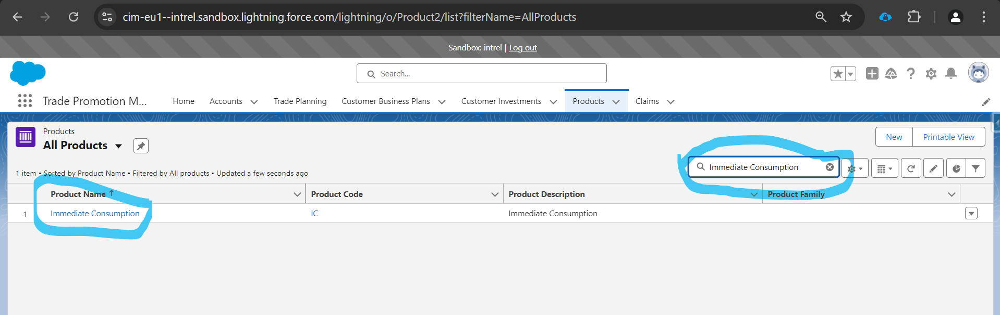 cim-eu1--intrel.sandbox.lightning.force.com/lightning/o/Product2/list?filterName=AllProducts
Sandbox: intrel | Log out
Search...
Trade Promotion M... Home Accounts Trade Planning Customer Business Plans Customer Investments Products Claims
Products
All Products
New Printable View
1 item • Sorted by Product Name • Filtered by All products • Updated a few seconds ago
Immediate Consumption
Product Name Product Code Product Description Product Family
1 Immediate Consumption IC Immediate Consumption